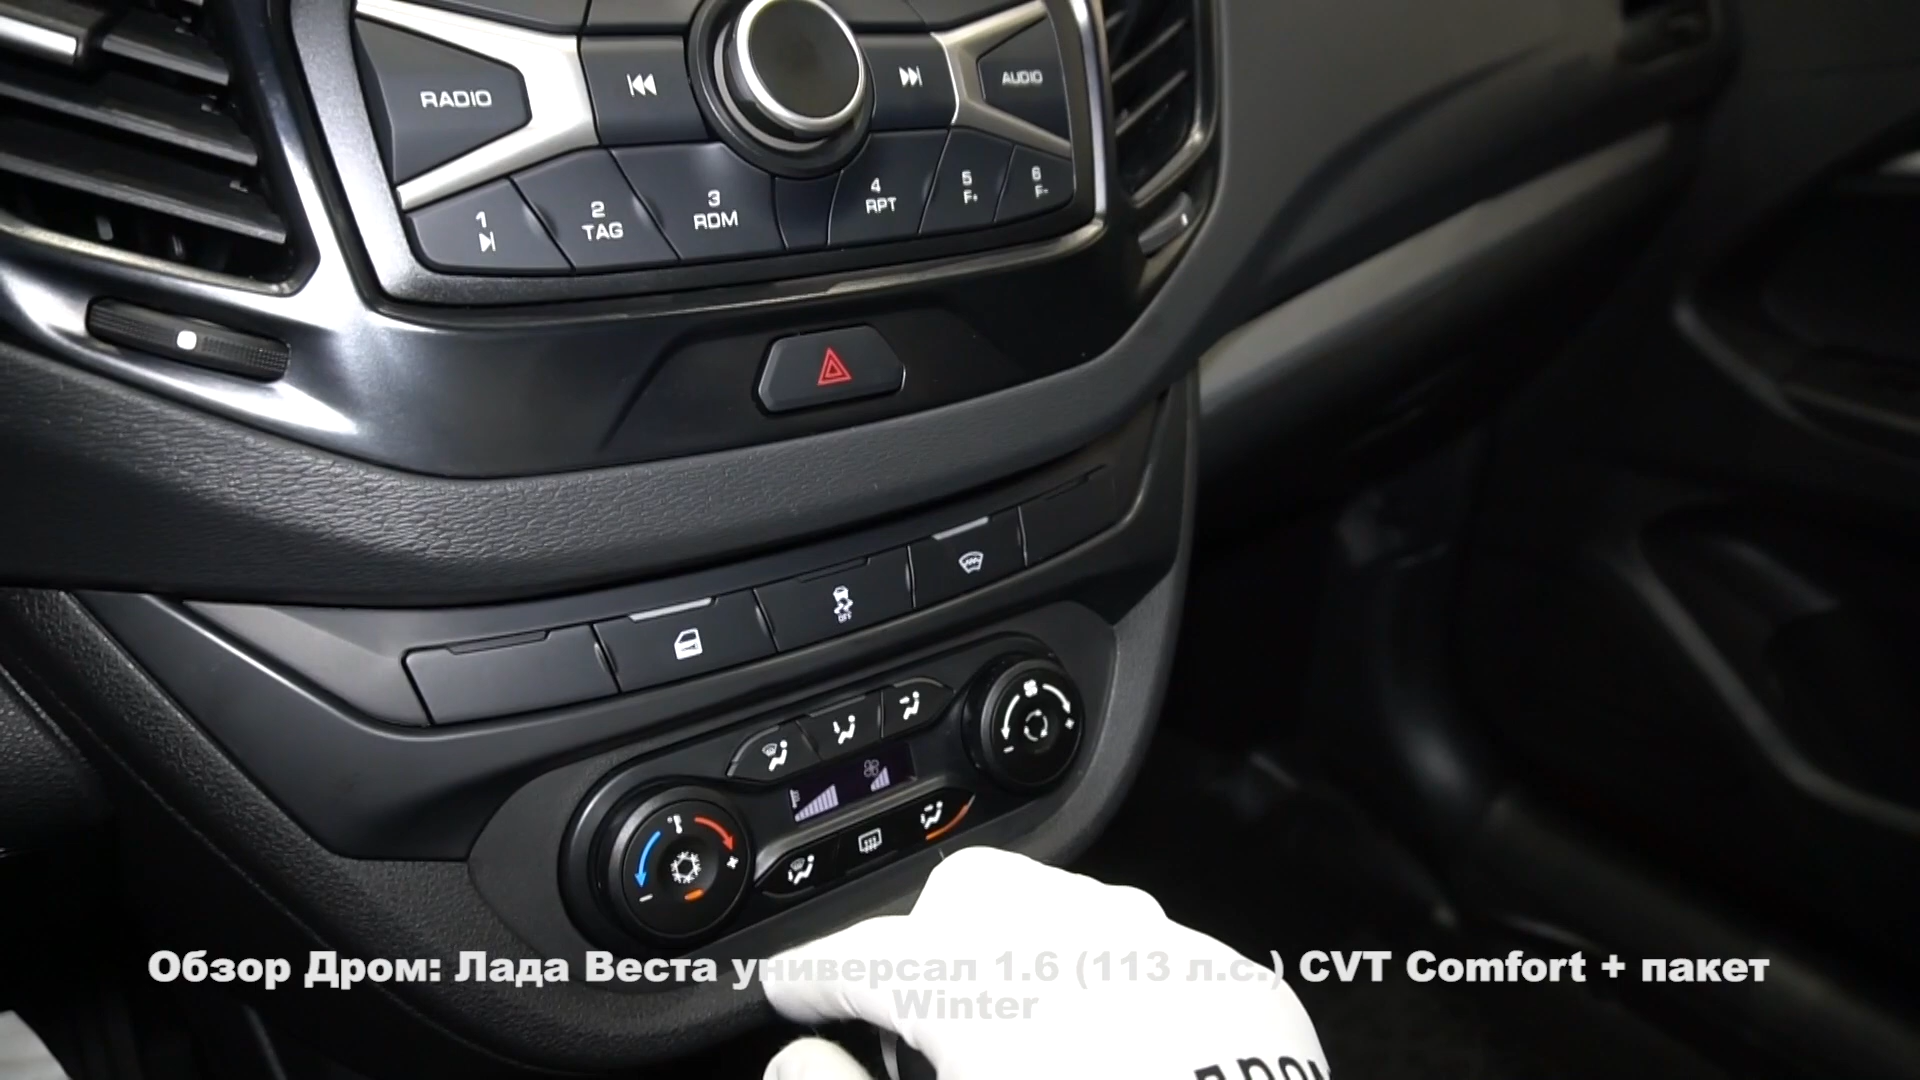 RADIO
AUDIO
1
2
TAG
3
RDM
4
RPT
5
F+
6
F-
OFF
Обзор Дром: Лада Веста универсал 1.6 (113 л.с.) CVT Comfort + пакет
Winter
дром